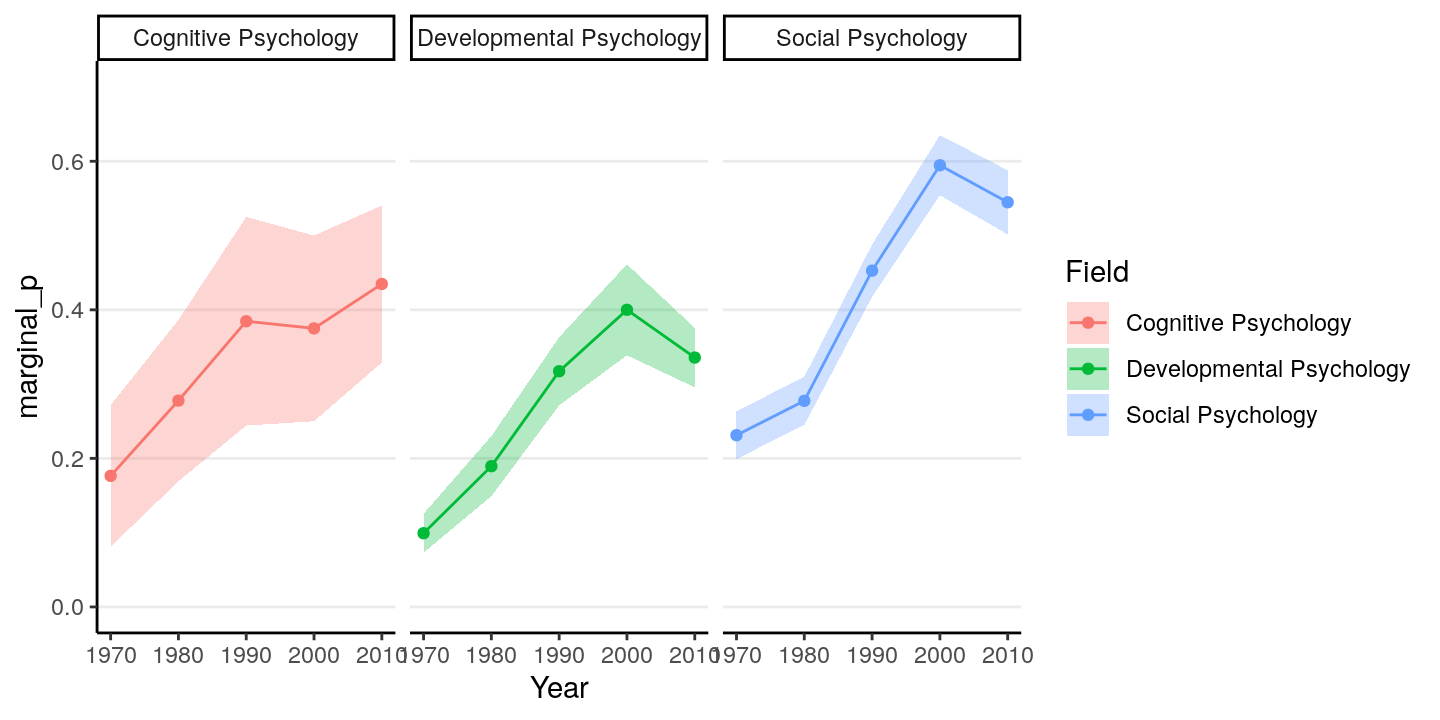 Cognitive Psychology Developmental Psychology Social Psychology
marginal_p
0.6
0.4
0.2
0.0
1970 1980 1990 2000 2010 1970 1980 1990 2000 2010 1970 1980 1990 2000 2010
Year
Field
Cognitive Psychology
Developmental Psychology
Social Psychology